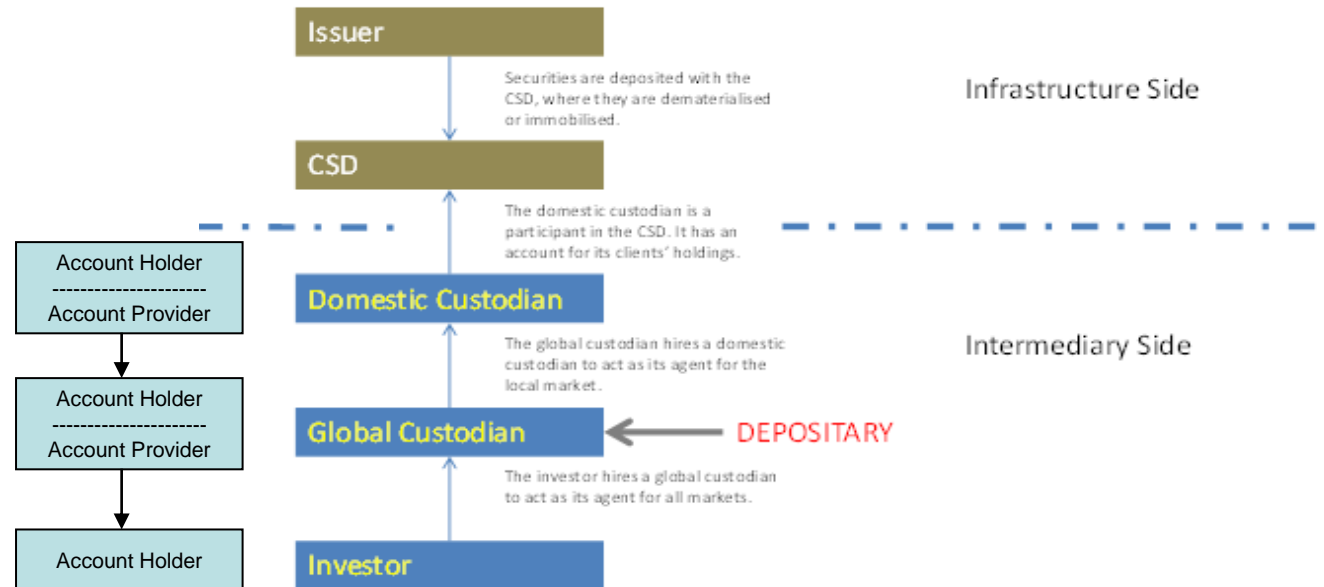 Issuer
Securities are deposited with the
CSD, where they are dematerialised
or immobilised.
Infrastructure Side
CSD
The domestic custodian is a
participant in the CSD. It has an
account for its clients' holdings.
Account Holder
----------------------
Account Provider
Domestic Custodian
The global custodian hires a domestic
custodian to act as its agent for the
local market.
Intermediary Side
Account Holder
----------------------
Account Provider
Global Custodian
DEPOSITARY
The investor hires a global custodian
to act as its agent for all markets.
Account Holder
Investor